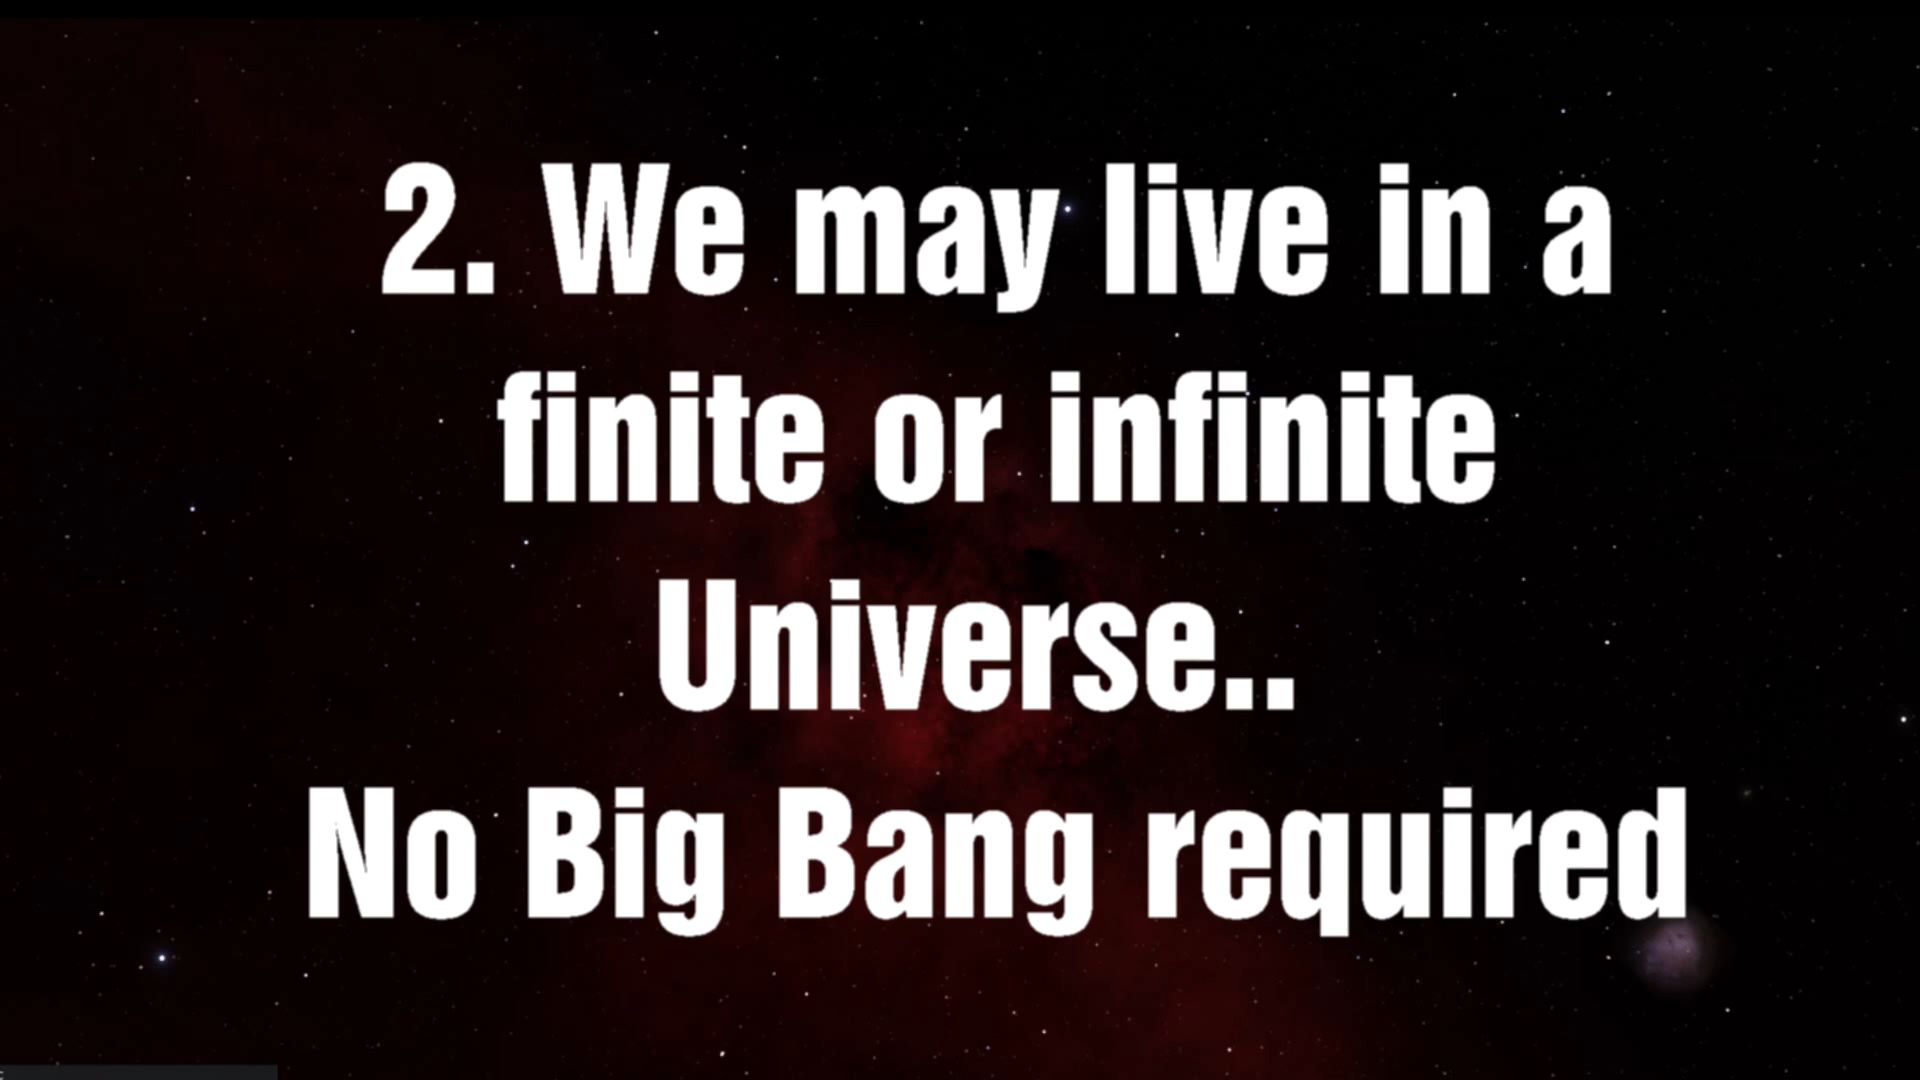 2. We may live in a
finite or infinite
Universe..
No Big Bang required